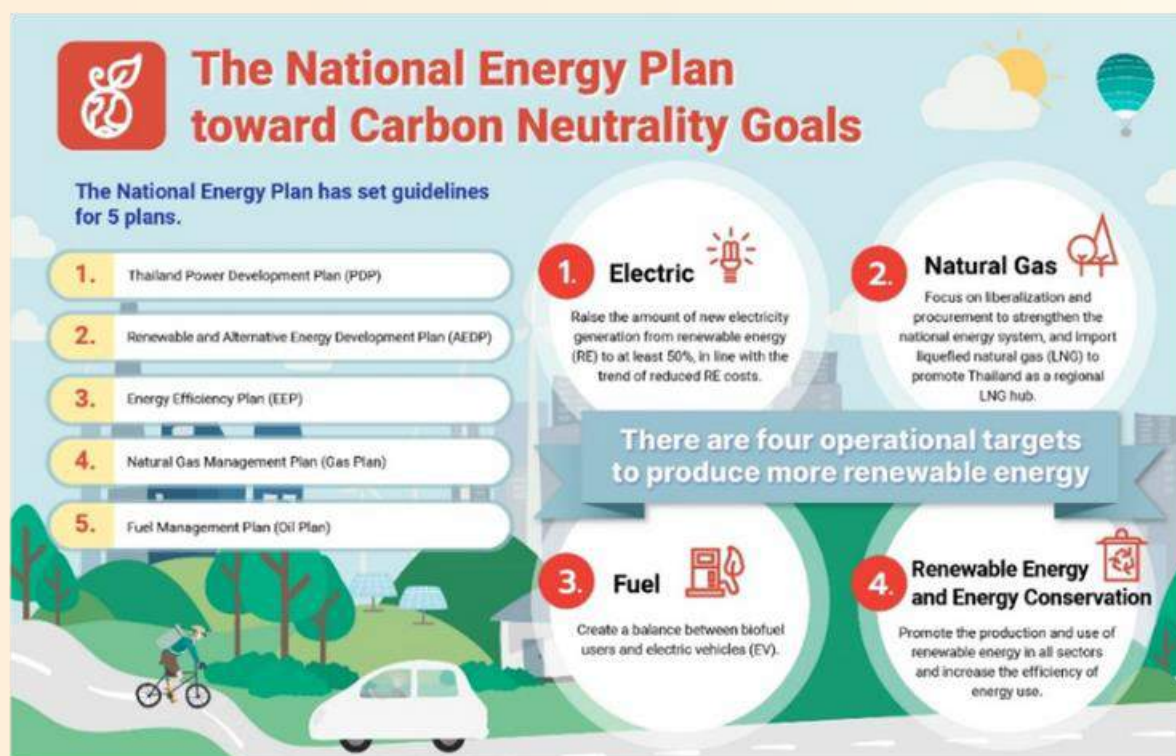 The National Energy Plan
toward Carbon Neutrality Goals
The National Energy Plan has set guidelines
for 5 plans.
1. Thailand Power Development Plan (PDP)
2. Renewable and Alternative Energy Development Plan (AEDP)
3. Energy Efficiency Plan (EEP)
4. Natural Gas Management Plan (Gas Plan)
5. Fuel Management Plan (Oil Plan)
1. Electric
Raise the amount of new electricity
generation from renewable energy
(RE) to at least 50%, in line with the
trend of reduced RE costs.
2. Natural Gas
Focus on liberalization and
procurement to strengthen the
national energy system, and import
liquefied natural gas (LNG) to
promote Thailand as a regional
LNG hub.
There are four operational targets
to produce more renewable energy
3. Fuel
Create a balance between biofuel
users and electric vehicles (EV).
4. Renewable Energy
and Energy Conservation
Promote the production and use of
renewable energy in all sectors
and increase the efficiency of
energy use.